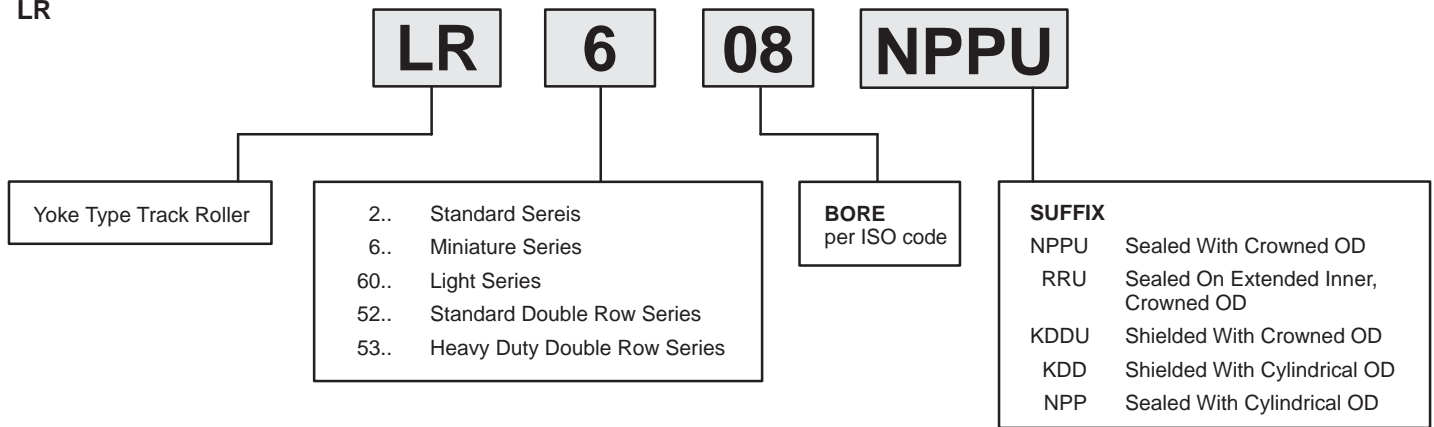 LR
LR 6 08 NPPU
Yoke Type Track Roller
2.. Standard Sereis
6.. Miniature Series
60.. Light Series
52.. Standard Double Row Series
53.. Heavy Duty Double Row Series
BORE
per ISO code
SUFFIX
NPPU Sealed With Crowned OD
RRU Sealed On Extended Inner,
Crowned OD
KDDU Shielded With Crowned OD
KDD Shielded With Cylindrical OD
NPP Sealed With Cylindrical OD